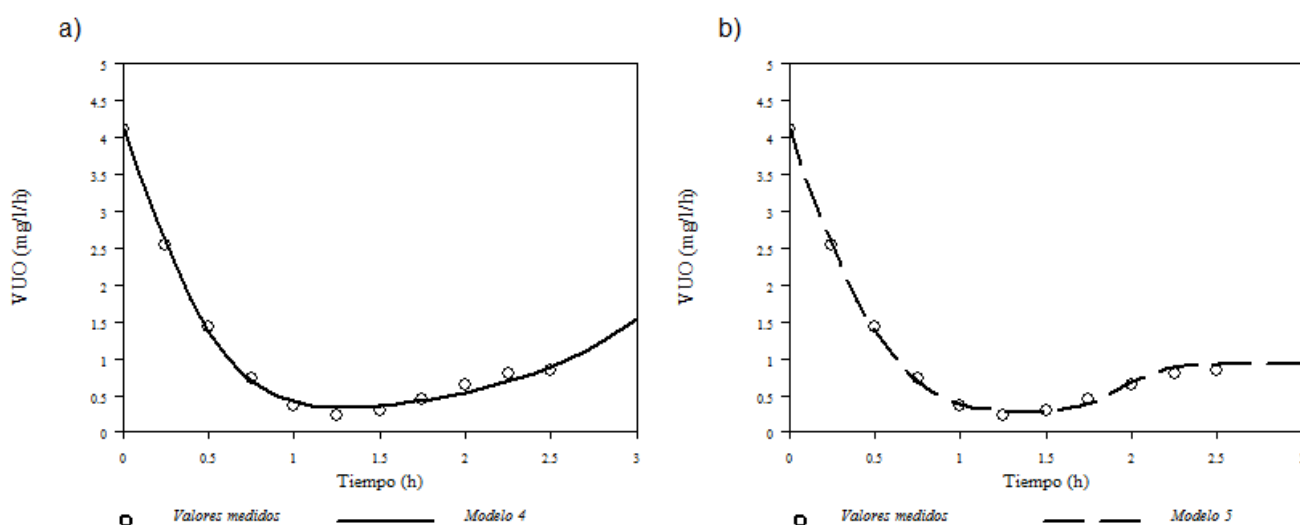 a)
VUO (mg/l/h)
5
4.5
4
3.5
3
2.5
2
1.5
1
0.5
0
0 0.5 1 1.5 2 2.5 3
Tiempo (h)
Valores medidos Modelo 4
b)
VUO (mg/l/h)
5
4.5
4
3.5
3
2.5
2
1.5
1
0.5
0
0 0.5 1 1.5 2 2.5
Tiempo (h)
Valores medidos Modelo 5